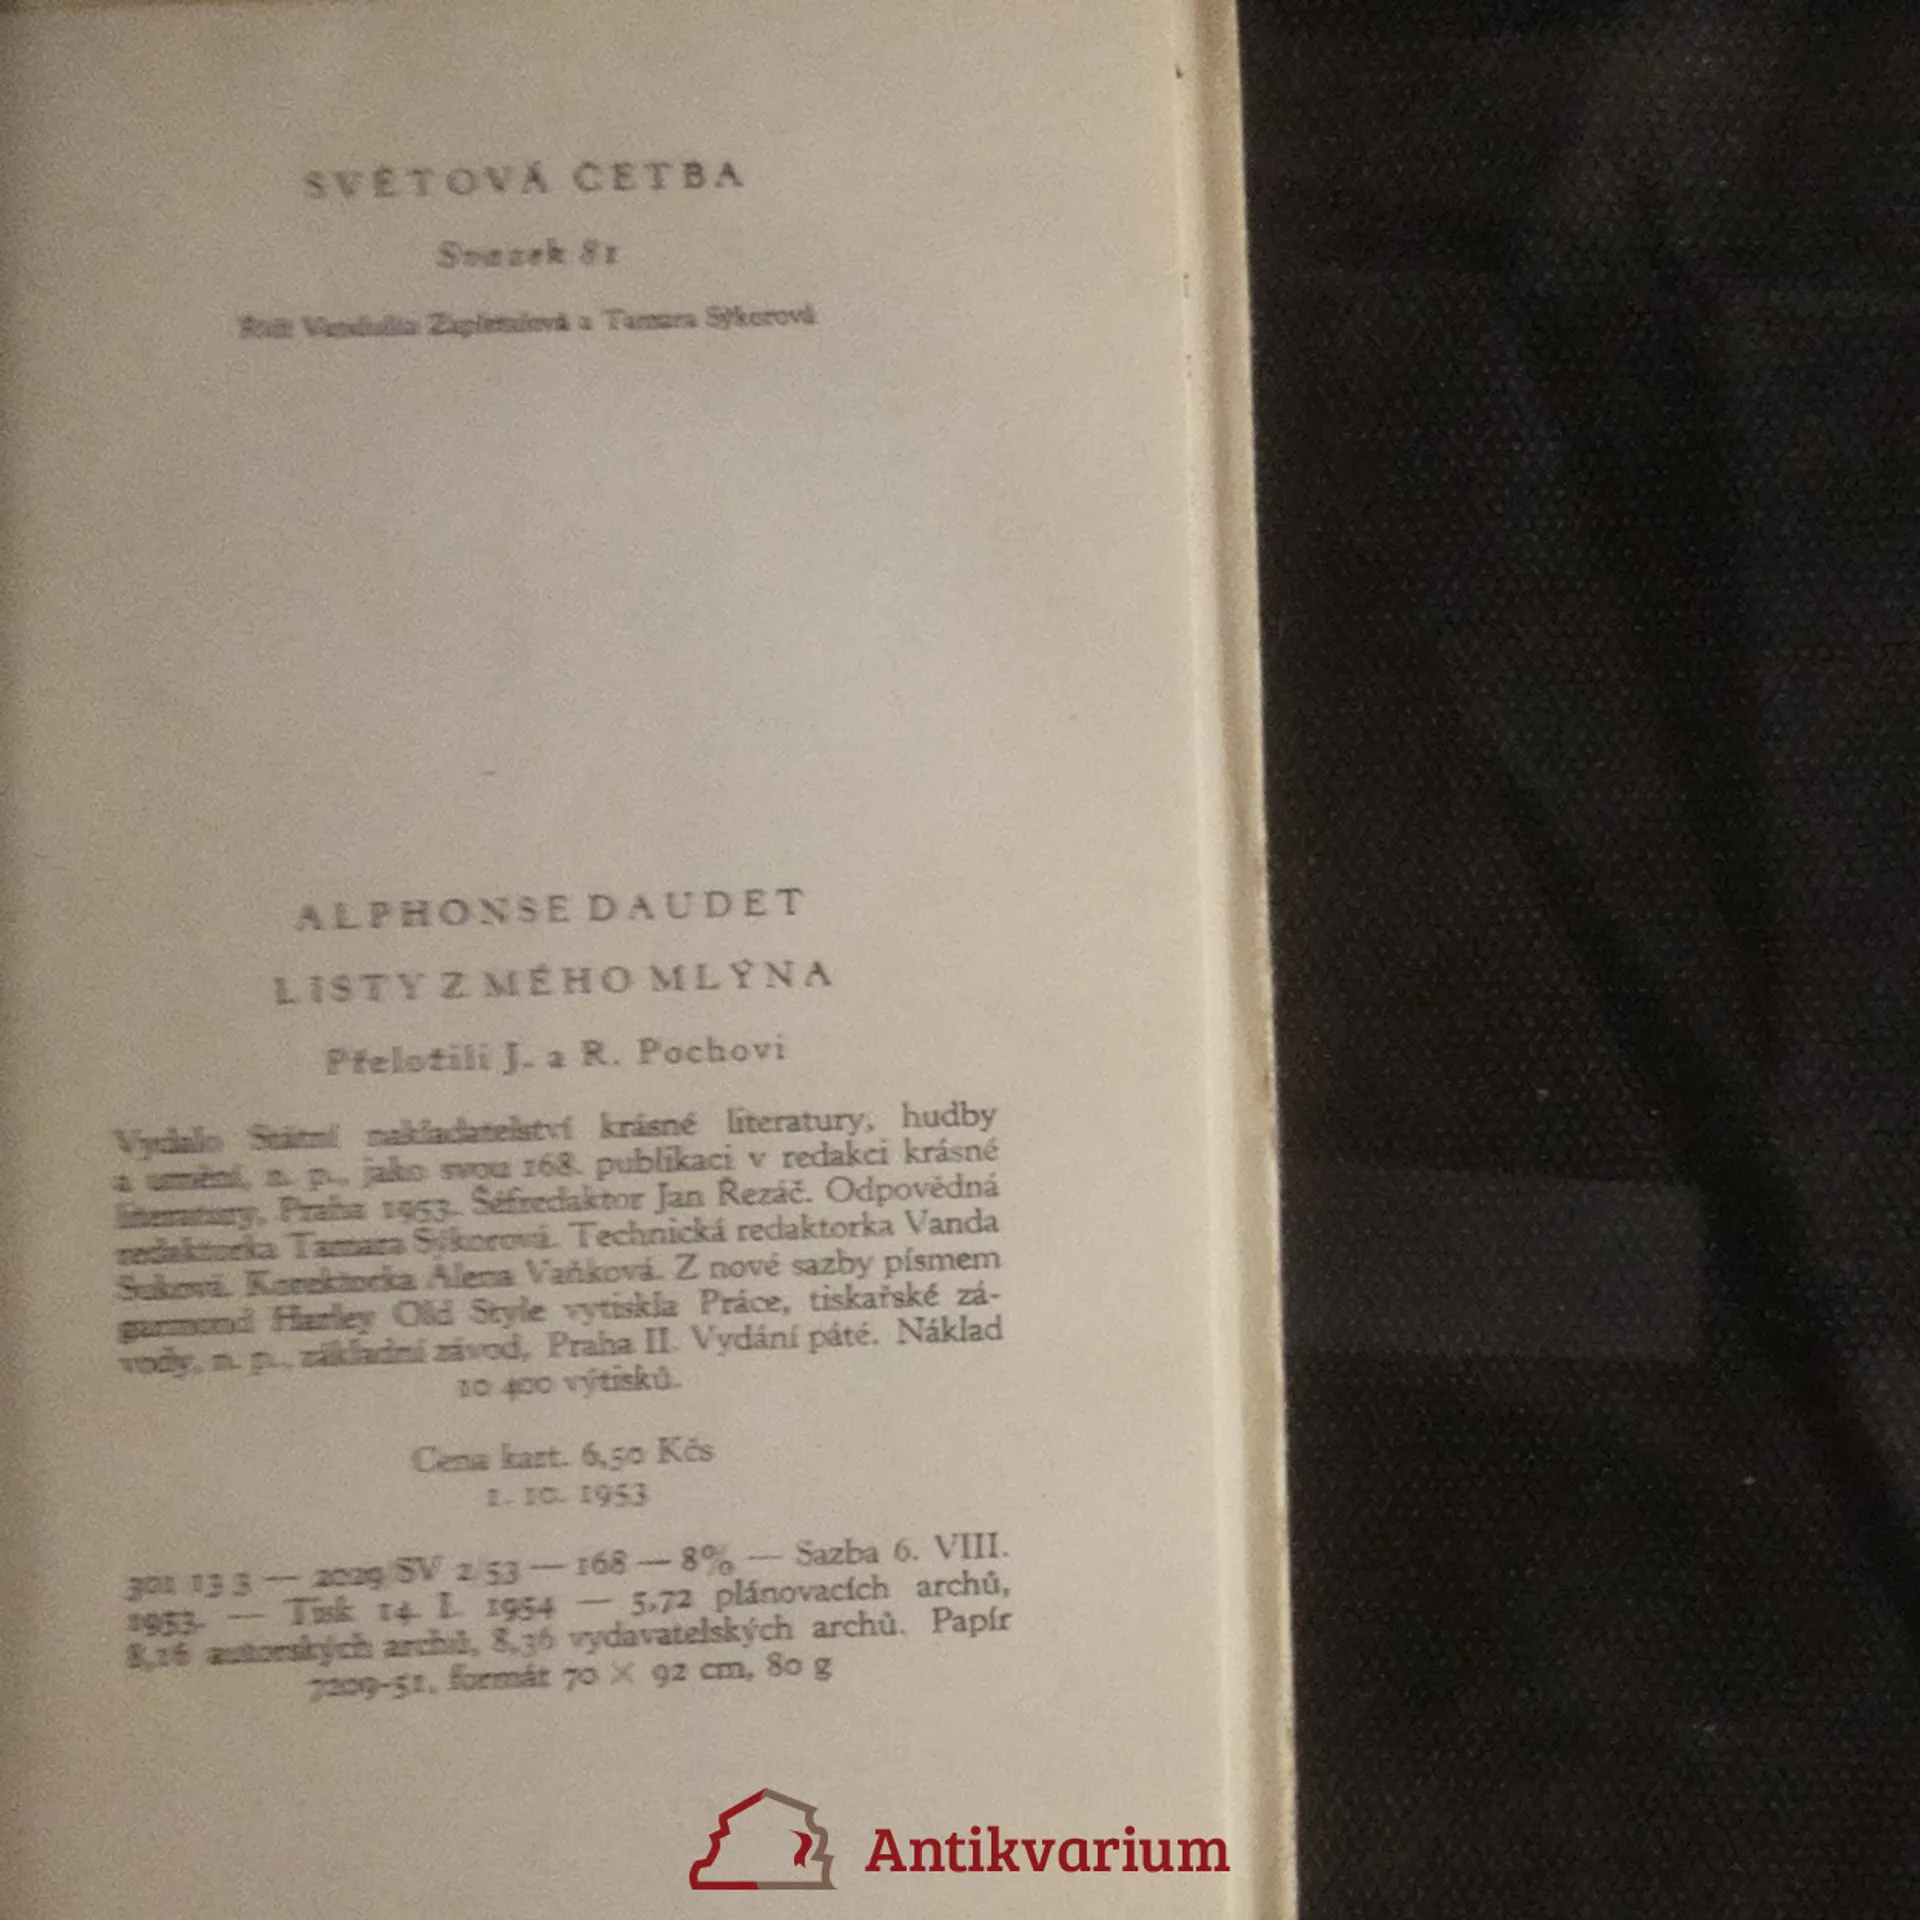 SVĚTOVÁ ČETBA
Svazek 81
Řídí Vendulka Zapletalová a Tamara Sýkorová
ALPHONSE DAUDET
LISTY Z MÉHO MLÝNA
Přeložili J. a R. Pochovi
Vydalo Státní nakladatelství krásné literatury, hudby
a umění, n. p., jako svou 168. publikaci v redakci krásné
literatury, Praha 1953. Šéfredaktor Jan Řezáč. Odpovědná
redaktorka Tamara Sýkorová. Technická redaktorka Vanda
Suková. Korektorka Alena Vaňková. Z nové sazby písmem
garmond Old Style vytiskla Práce, tiskařské zá-
vody, n. p., základní závod, Praha II. Vydání páté. Náklad
10 400 výtisků.
Cena kart. 6,50 Kčs
1. 10. 1953
301 13 3 — 2029/SV 2/53 — 168 — 8% — Sazba 6. VIII.
1953. — Tisk 14. I. 1954 — 5,72 plánovacích archů,
8,16 autorských archů, 8,36 vydavatelských archů. Papír
7209-51, formát 70 × 92 cm, 80 g
Antikvarium